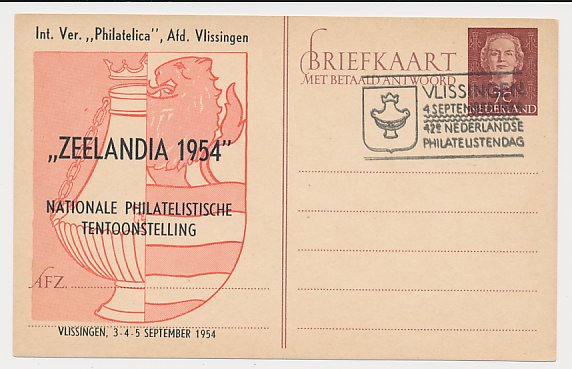 Int. Ver. „Philatelica”, Afd. Vlissingen
„ZEELANDIA 1954”
NATIONALE PHILATELISTISCHE
TENTOONSTELLING
AFZ.
VLISSINGEN, 3-4-5 SEPTEMBER 1954
BRIEFKAART
MET BETAALD ANTWOORD
7c
NEDERLAND
VLISSINGEN
4 SEPTEMBER
42e NEDERLANDSE
PHILATELISTENDAG